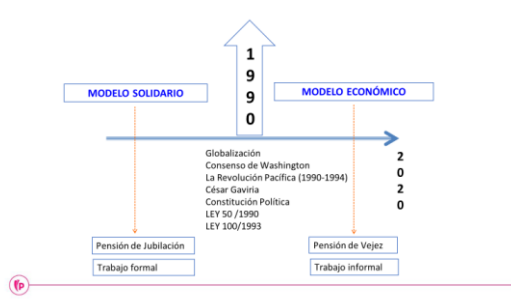 1
9
9
0
MODELO SOLIDARIO
MODELO ECONÓMICO
Globalización
Consenso de Washington
La Revolución Pacífica (1990-1994)
César Gaviria
Constitución Política
LEY 50 /1990
LEY 100/1993
2
0
2
0
Pensión de Jubilación
Trabajo formal
Pensión de Vejez
Trabajo informal